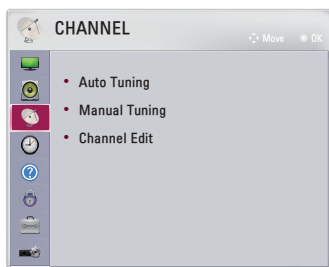 CHANNEL
Move OK
• Auto Tuning
• Manual Tuning
• Channel Edit